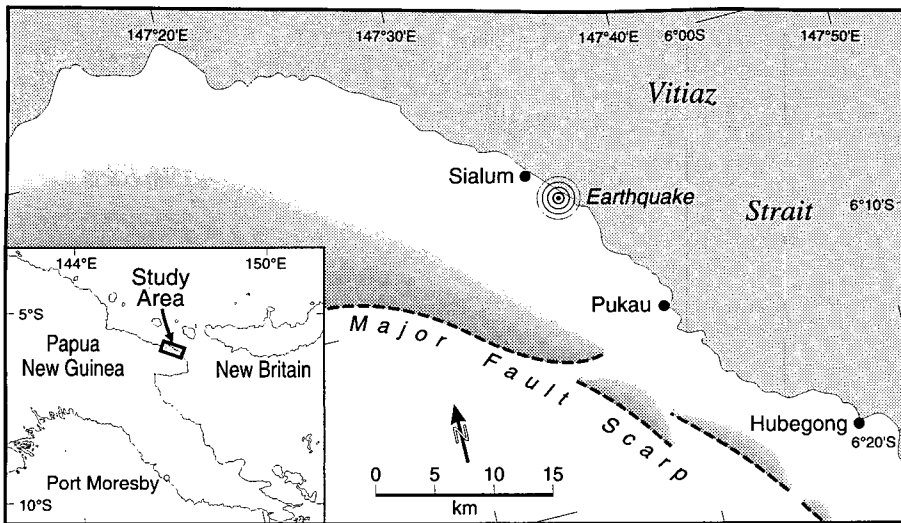 147°20'E
147°30'E
147°40'E
6°00'S
147°50'E
Vitiaz
Strait
Sialum
Earthquake
6°10'S
Pukau
Major Fault Scarp
Hubegong
6°20'S
N
0 5 10 15
km
144°E
150°E
Study
Area
5°S
Papua
New Guinea
New Britain
Port Moresby
10°S